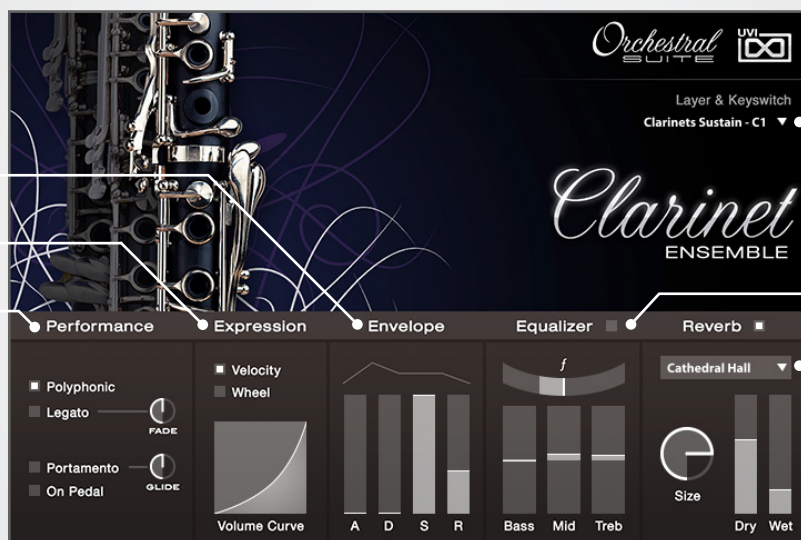 Orchestral
SUITE
UVI
Layer & Keyswitch
Clarinets Sustain - C1
Clarinet
ENSEMBLE
Performance
Expression
Envelope
Equalizer
Reverb
Polyphonic
Legato
FADE
Portamento
On Pedal
GLIDE
Velocity
Wheel
Volume Curve
A D S R
f
Bass Mid Treb
Cathedral Hall
Size
Dry Wet